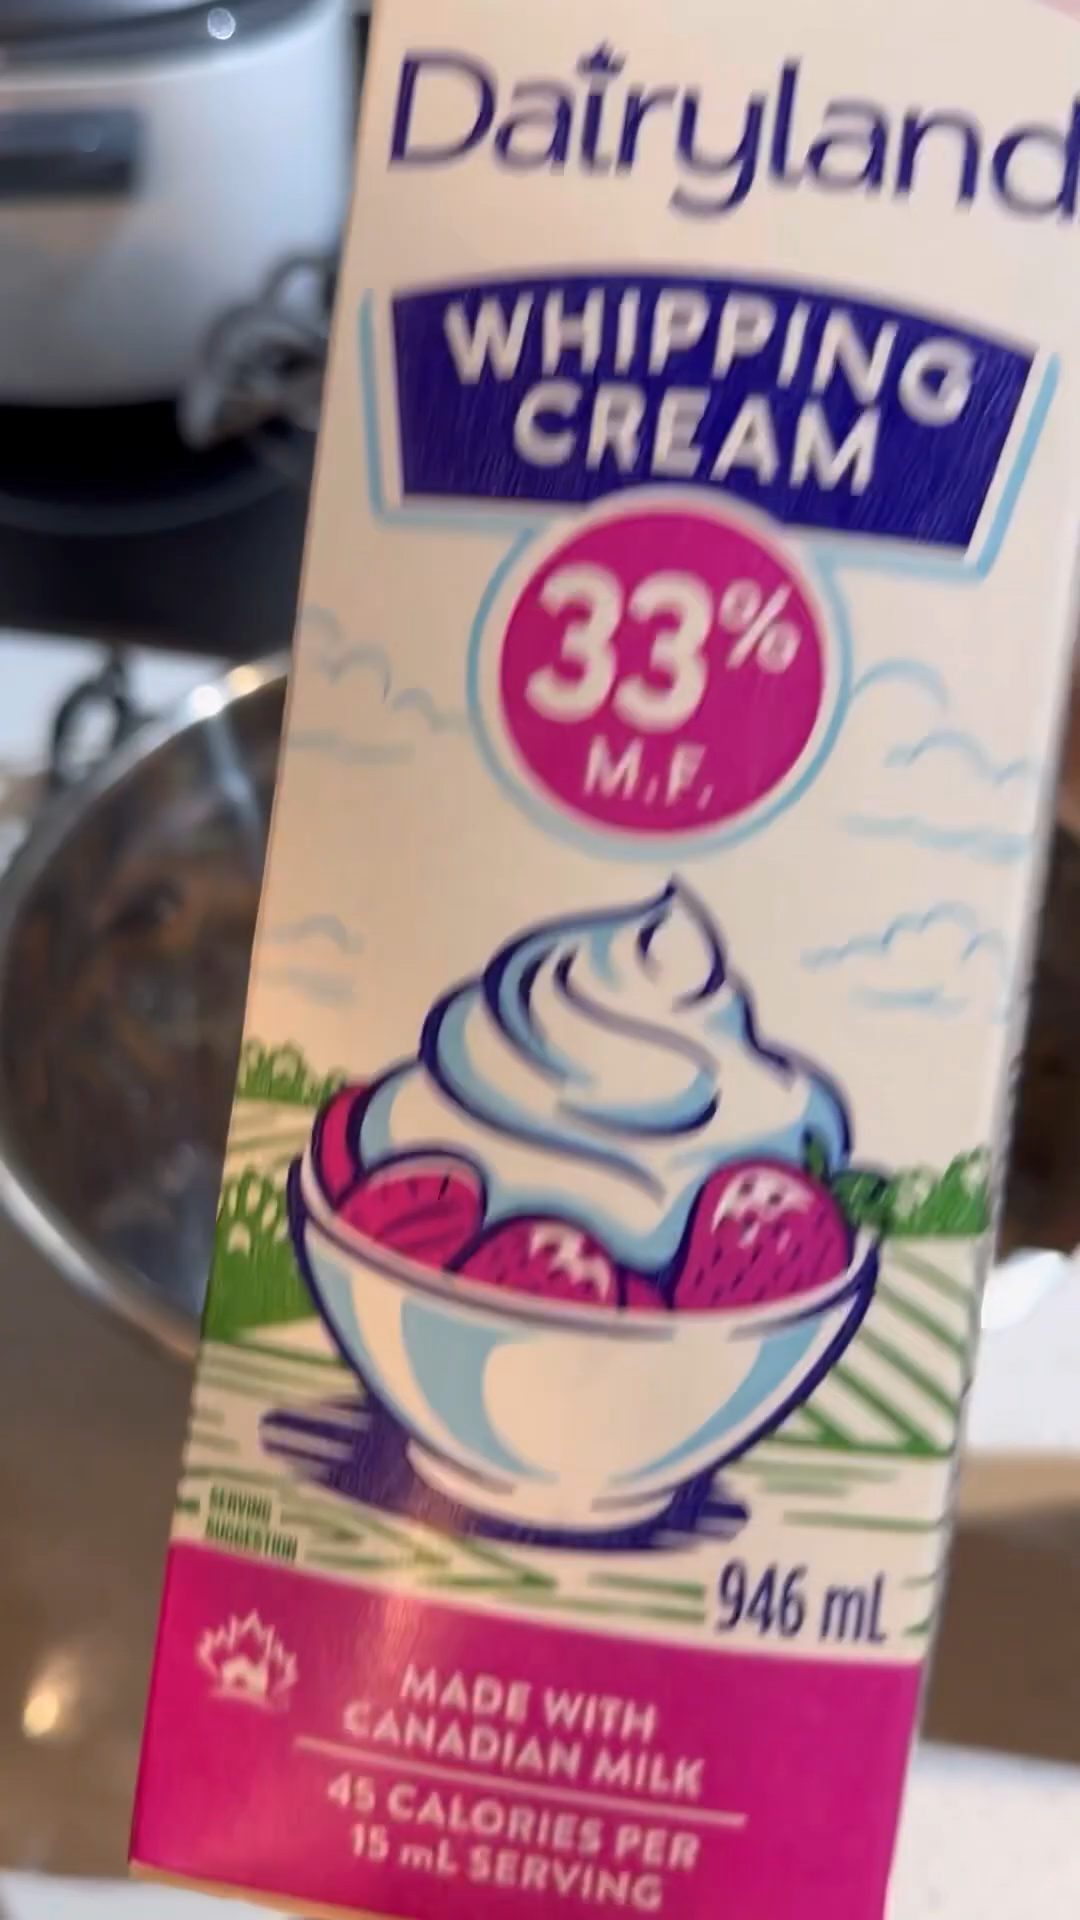 Dairyland
WHIPPING
CREAM
33%
M.F.
SERVING
SUGGESTION
946 mL
MADE WITH
CANADIAN MILK
45 CALORIES PER
15 mL SERVING